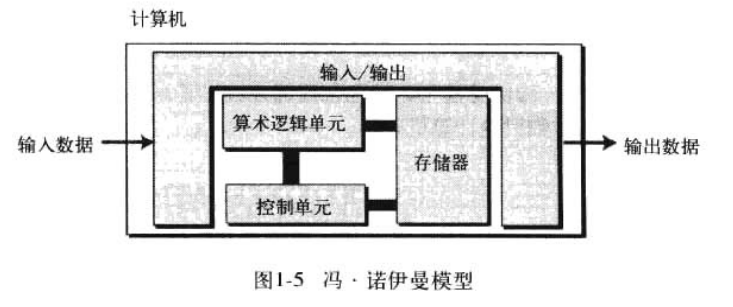 计算机
输入/输出
算术逻辑单元
输入数据
存储器
输出数据
控制单元
图1-5 冯·诺伊曼模型